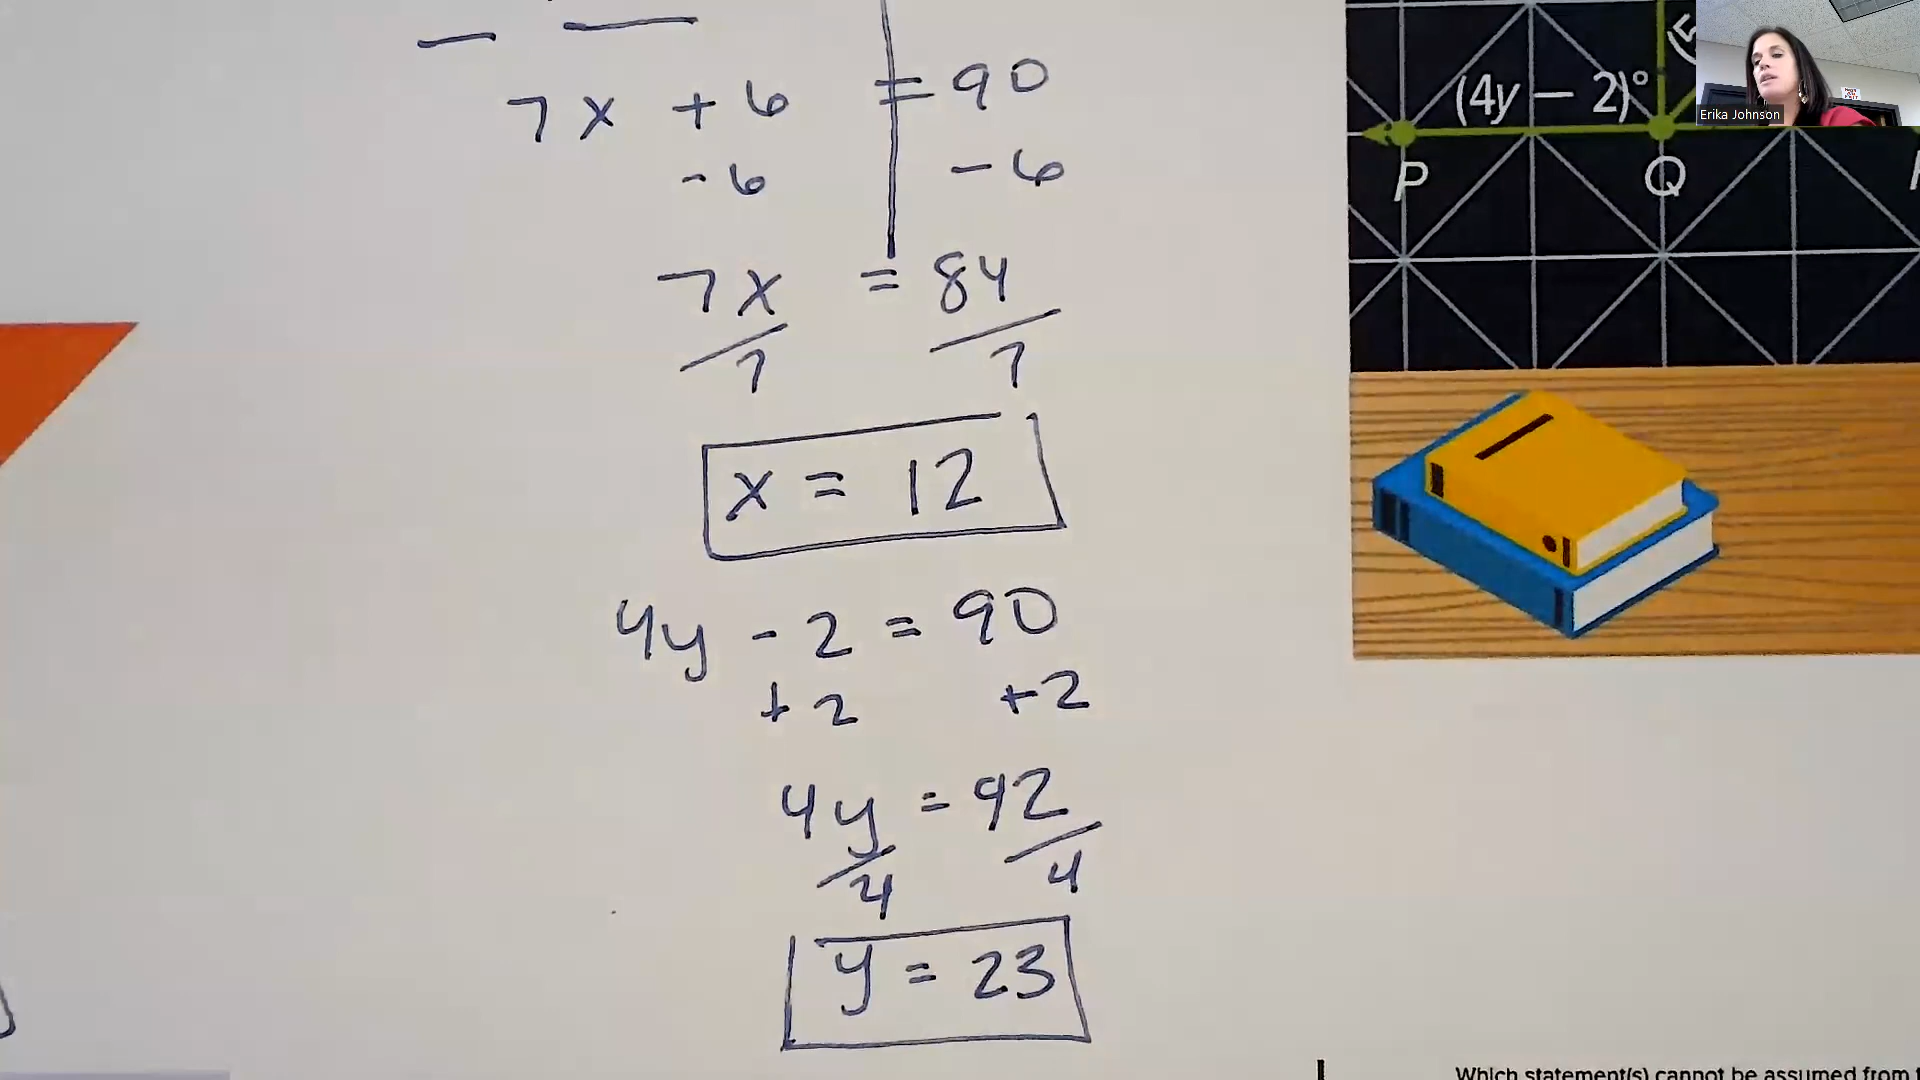 7x + 6 = 90
- 6 - 6
7x = 84
7 7
x = 12
4y - 2 = 90
+ 2 + 2
4y = 92
4 4
y = 23
(4y – 2)°
(5
Erika Johnson
P Q
Which statement(s) cannot be assumed from